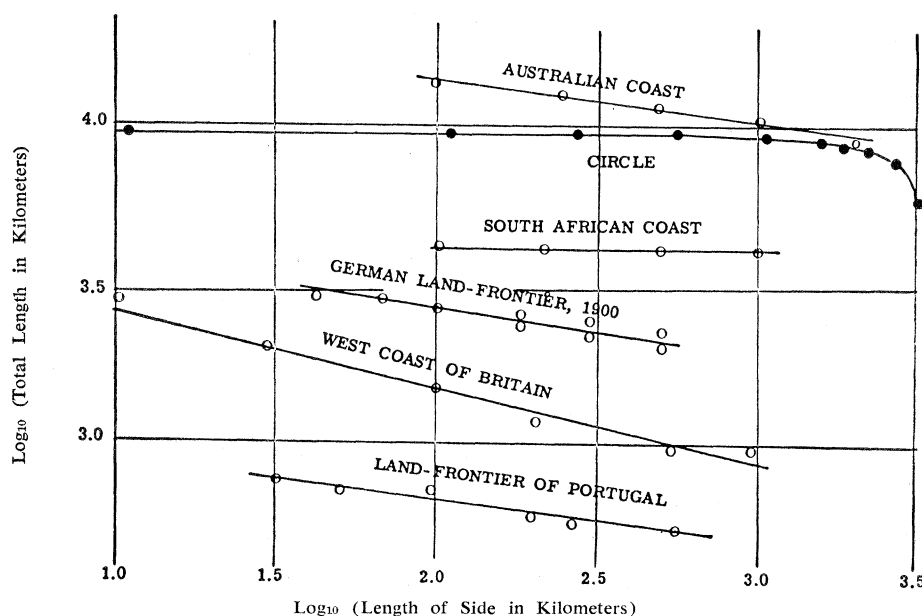 AUSTRALIAN COAST
4.0
CIRCLE
SOUTH AFRICAN COAST
GERMAN LAND-FRONTIER, 1900
3.5
WEST COAST OF BRITAIN
3.0
LAND-FRONTIER OF PORTUGAL
Log₁₀ (Total Length in Kilometers)
1.0 1.5 2.0 2.5 3.0 3.5
Log₁₀ (Length of Side in Kilometers)